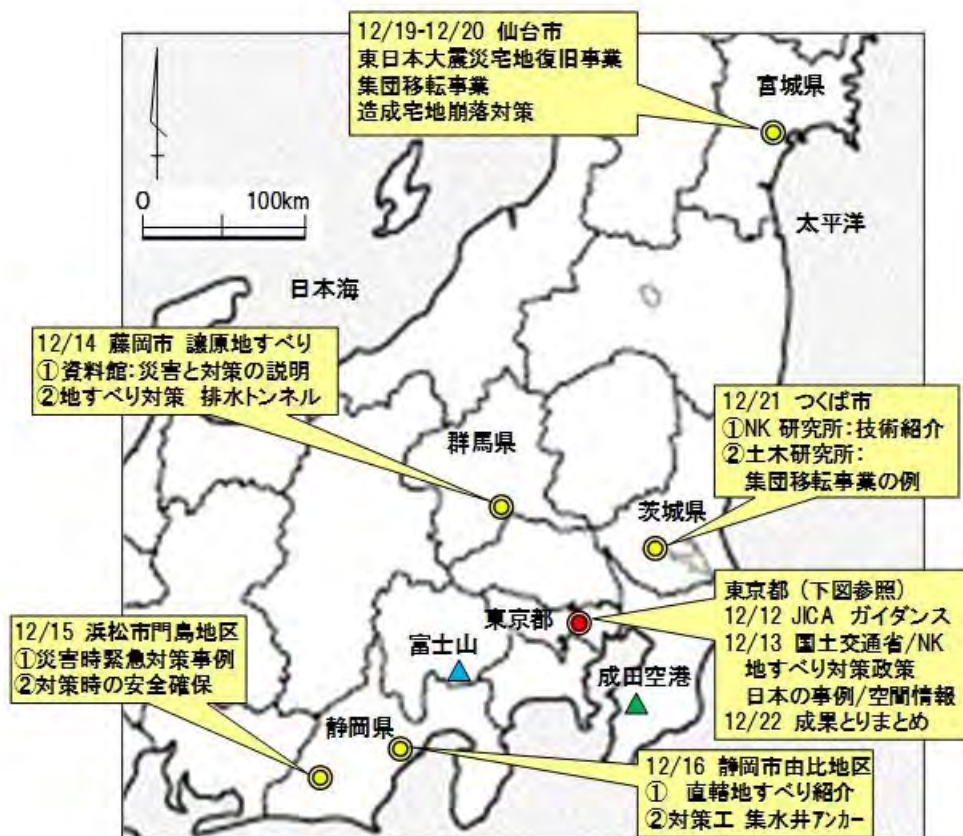 12/19-12/20 仙台市
東日本大震災宅地復旧事業
集団移転事業
造成宅地崩落対策
宮城県
0 100km
太平洋
日本海
12/14 藤岡市 譲原地すべり
①資料館:災害と対策の説明
②地すべり対策 排水トンネル
群馬県
12/21 つくば市
①NK 研究所:技術紹介
②土木研究所:
集団移転事業の例
茨城県
東京都 (下図参照)
12/12 JICA ガイダンス
12/13 国土交通省/NK
地すべり対策政策
日本の事例/空間情報
12/22 成果とりまとめ
東京都
富士山
成田空港
12/15 浜松市門島地区
①災害時緊急対策事例
②対策時の安全確保
静岡県
12/16 静岡市由比地区
① 直轄地すべり紹介
②対策工 集水井アンカー